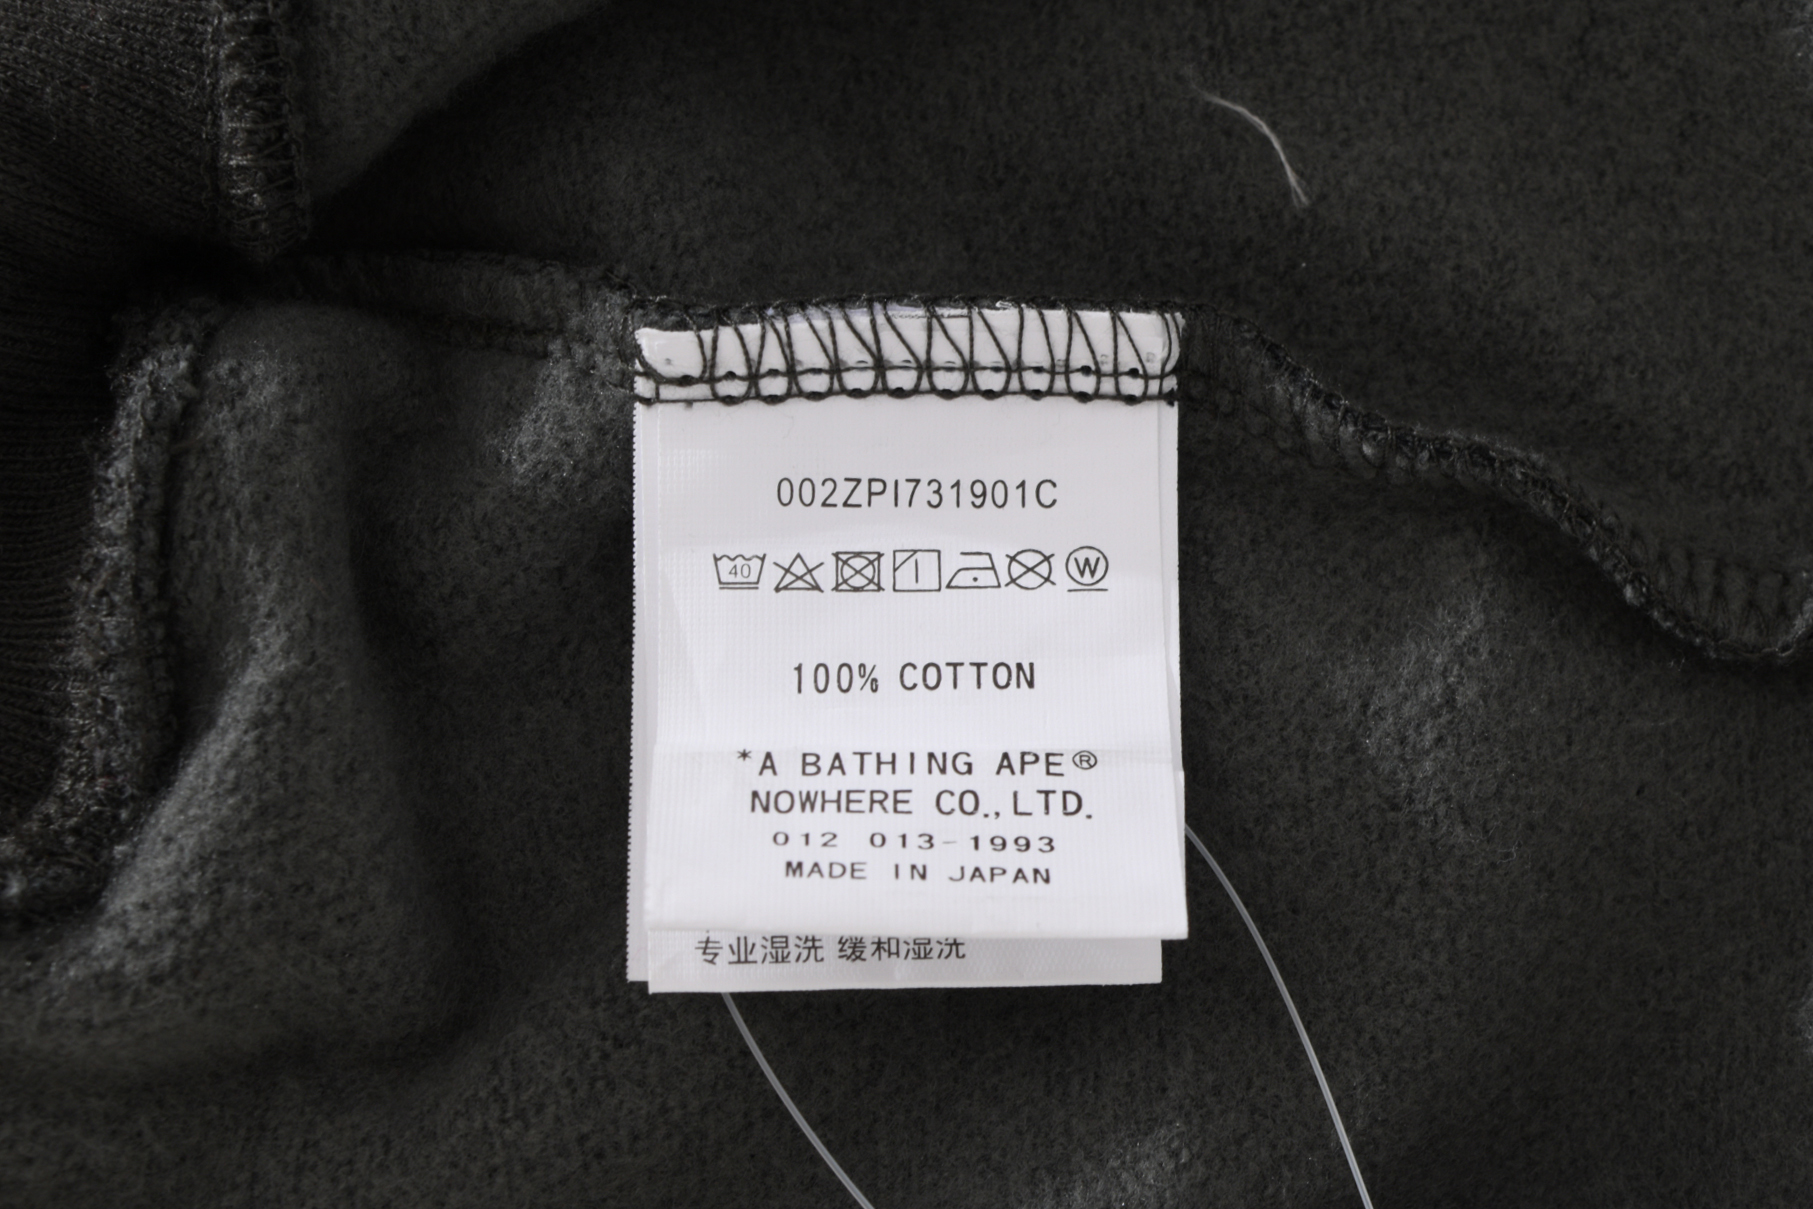 002ZPI731901C
40 W
100% COTTON
*A BATHING APE®
NOWHERE CO.,LTD.
012 013-1993
MADE IN JAPAN
专业湿洗 缓和湿洗